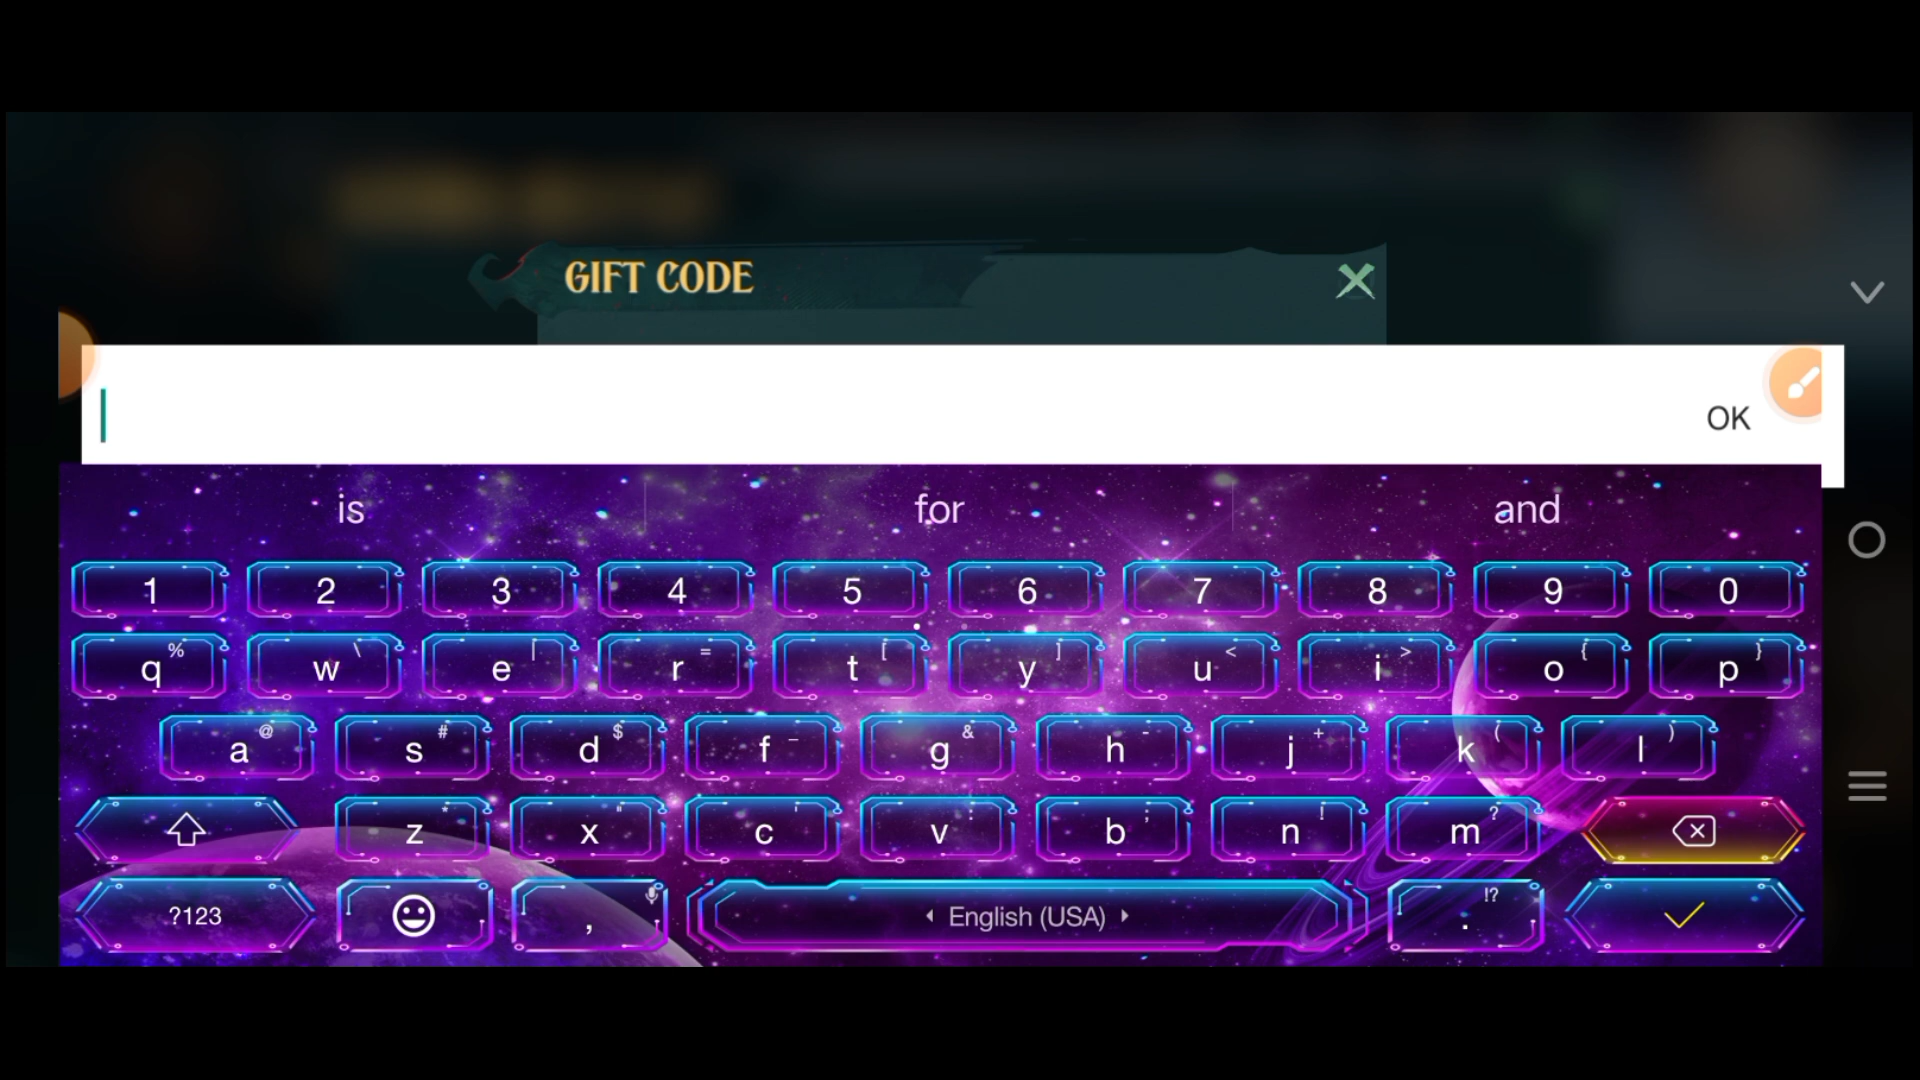 GIFT CODE
OK
is for and
1 2 3 4 5 6 7 8 9 0
q % w \ e | r = t [ y ] u < i > o { p }
a @ s # d $ f _ g & h - j + k ( l )
z * x " c ' v : b ; n ! m ?
?123 , English (USA) . !?